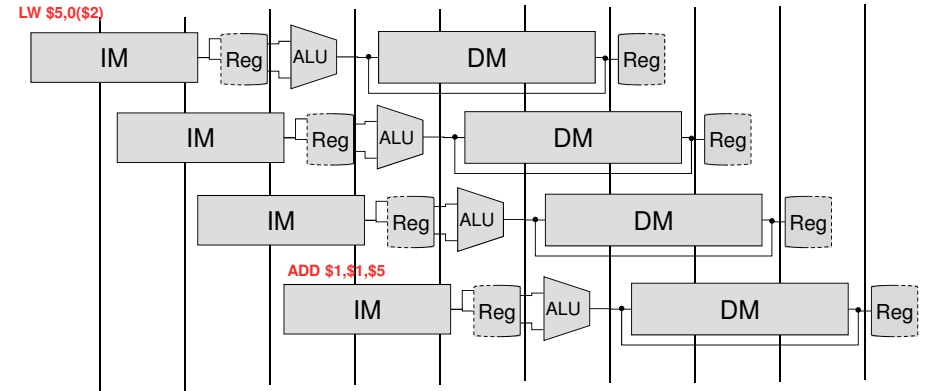 LW $5,0($2)
IM Reg ALU DM Reg
IM Reg ALU DM Reg
IM Reg ALU DM Reg
ADD $1,$1,$5
IM Reg ALU DM Reg